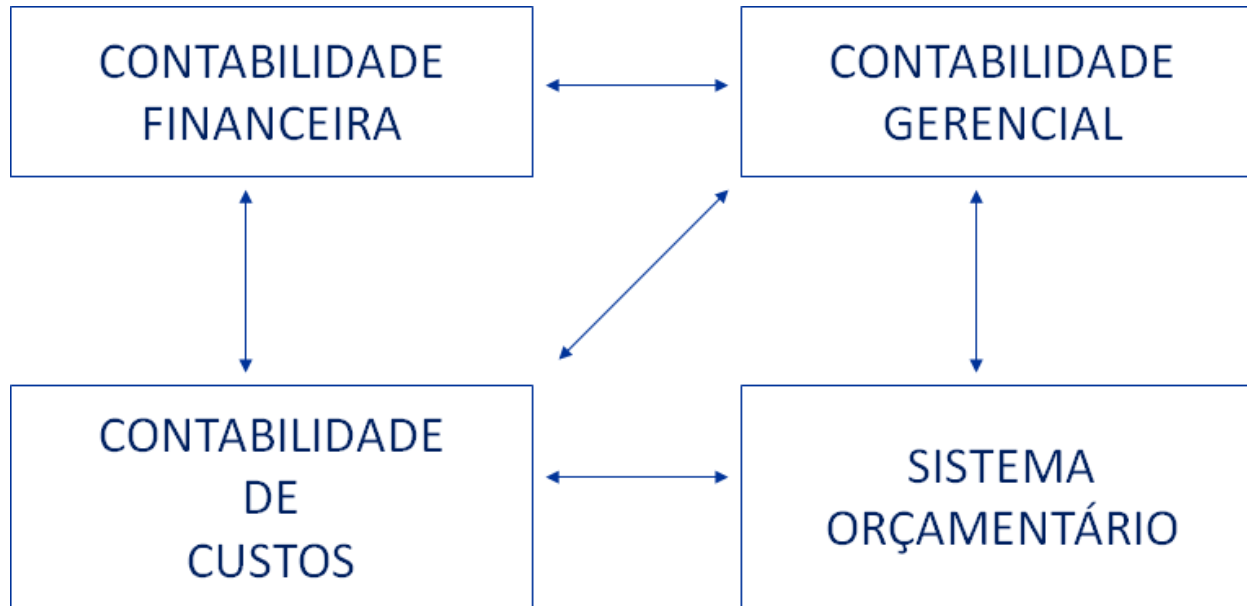 CONTABILIDADE
FINANCEIRA
CONTABILIDADE
GERENCIAL
CONTABILIDADE
DE
CUSTOS
SISTEMA
ORÇAMENTÁRIO